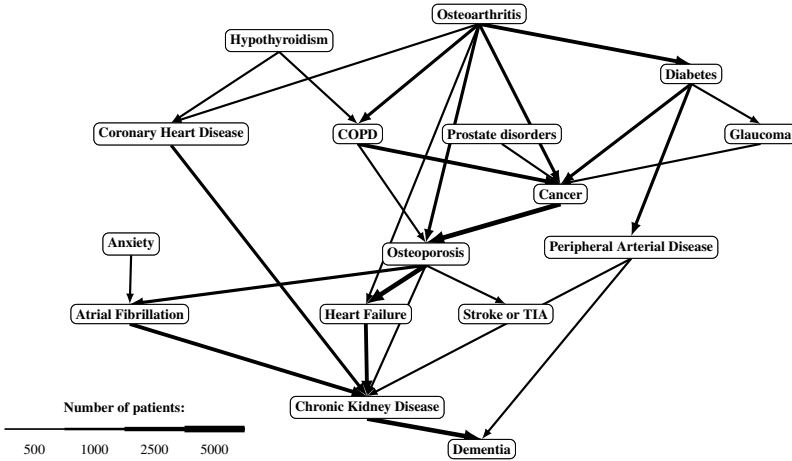 Osteoarthritis
Hypothyroidism
Diabetes
Coronary Heart Disease
COPD
Prostate disorders
Glaucoma
Cancer
Anxiety
Osteoporosis
Peripheral Arterial Disease
Atrial Fibrillation
Heart Failure
Stroke or TIA
Chronic Kidney Disease
Number of patients:
500 1000 2500 5000
Dementia